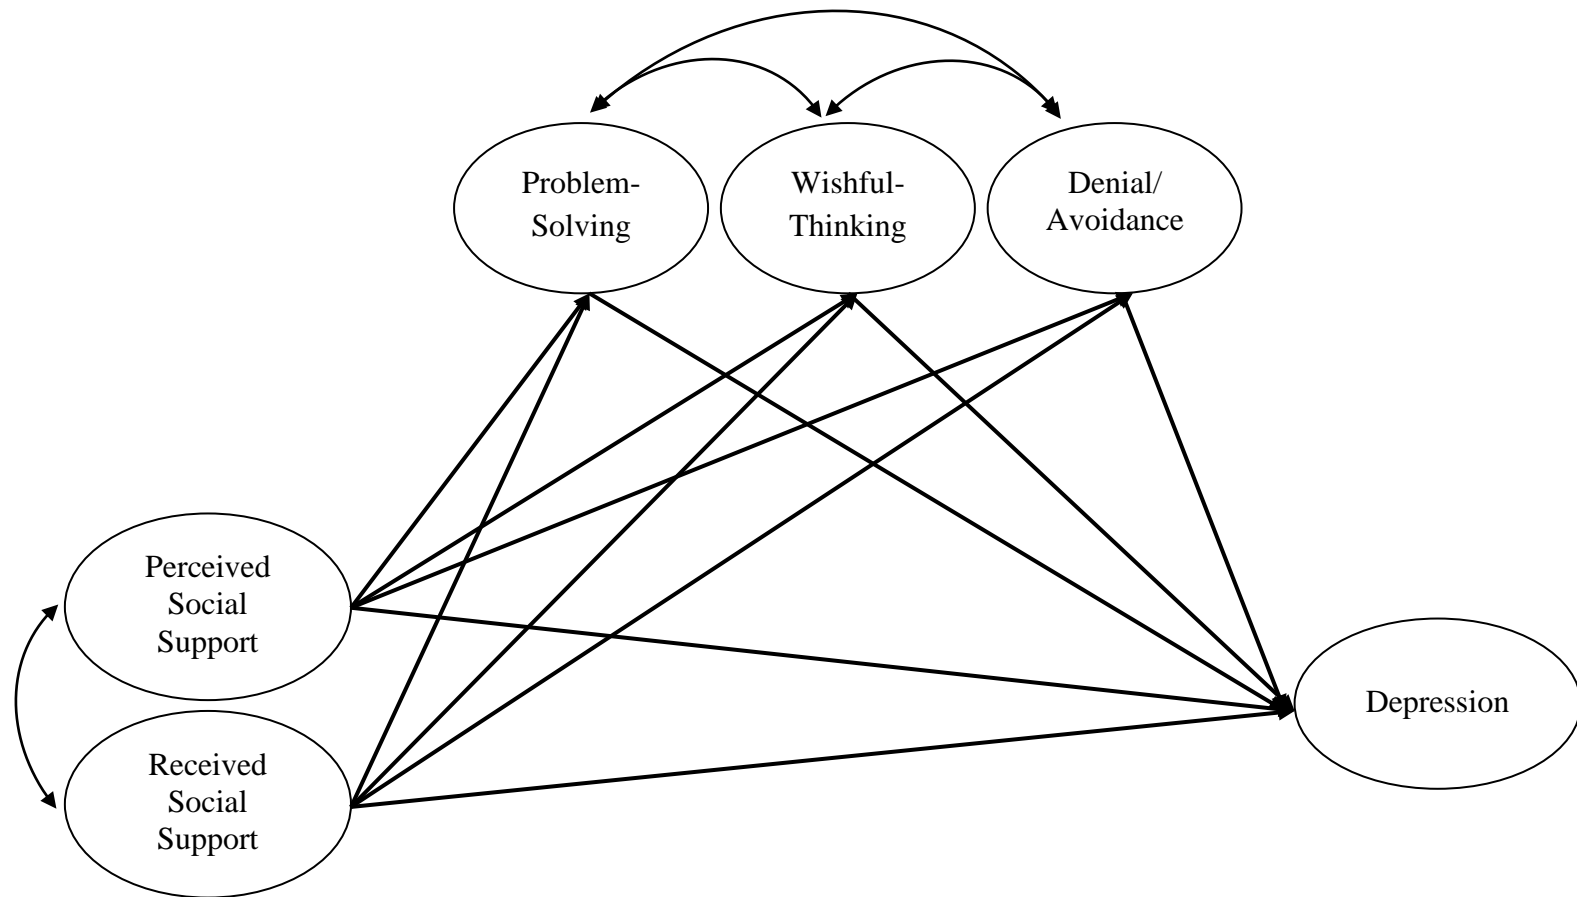 Problem-
Solving
Wishful-
Thinking
Denial/
Avoidance
Perceived
Social
Support
Received
Social
Support
Depression